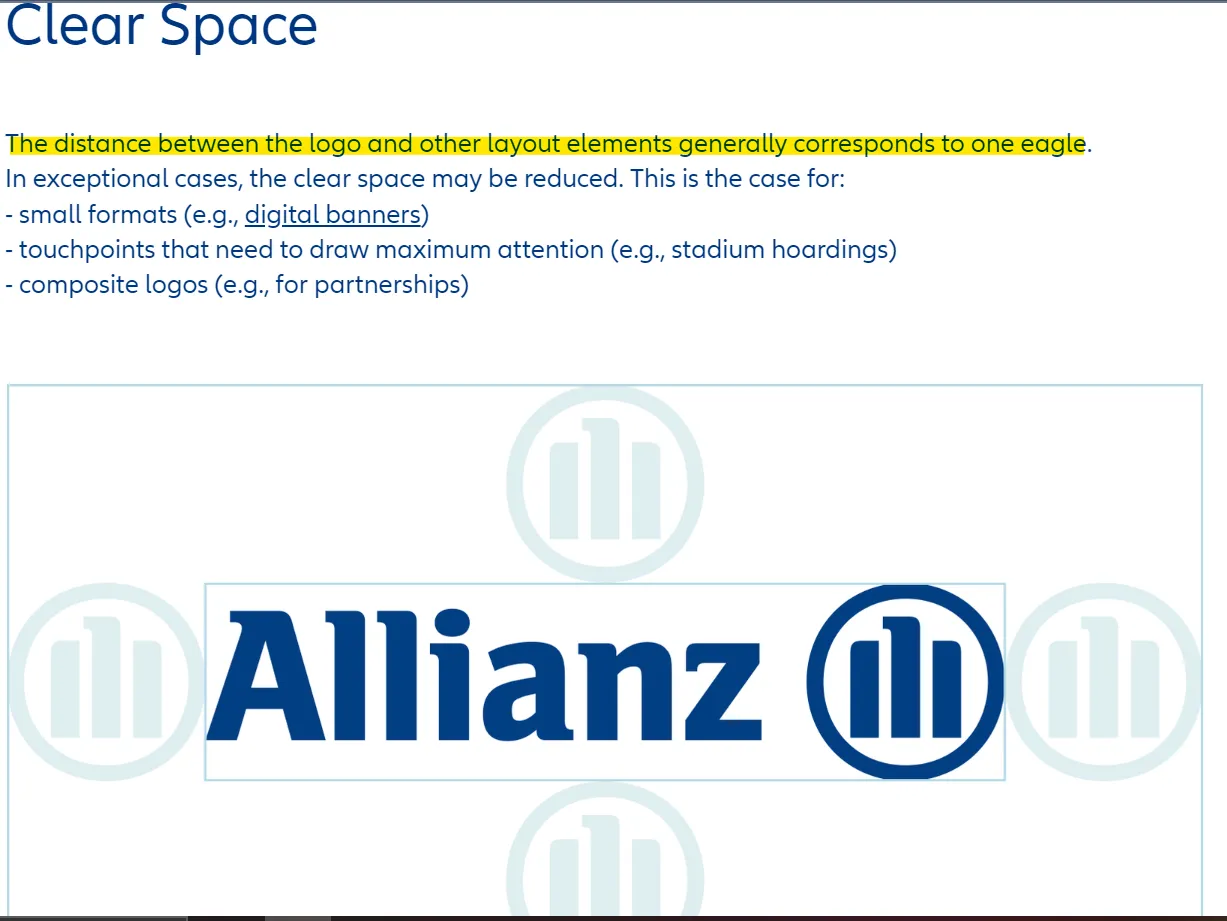 Clear Space
The distance between the logo and other layout elements generally corresponds to one eagle.
In exceptional cases, the clear space may be reduced. This is the case for:
- small formats (e.g., digital banners)
- touchpoints that need to draw maximum attention (e.g., stadium hoardings)
- composite logos (e.g., for partnerships)
Allianz